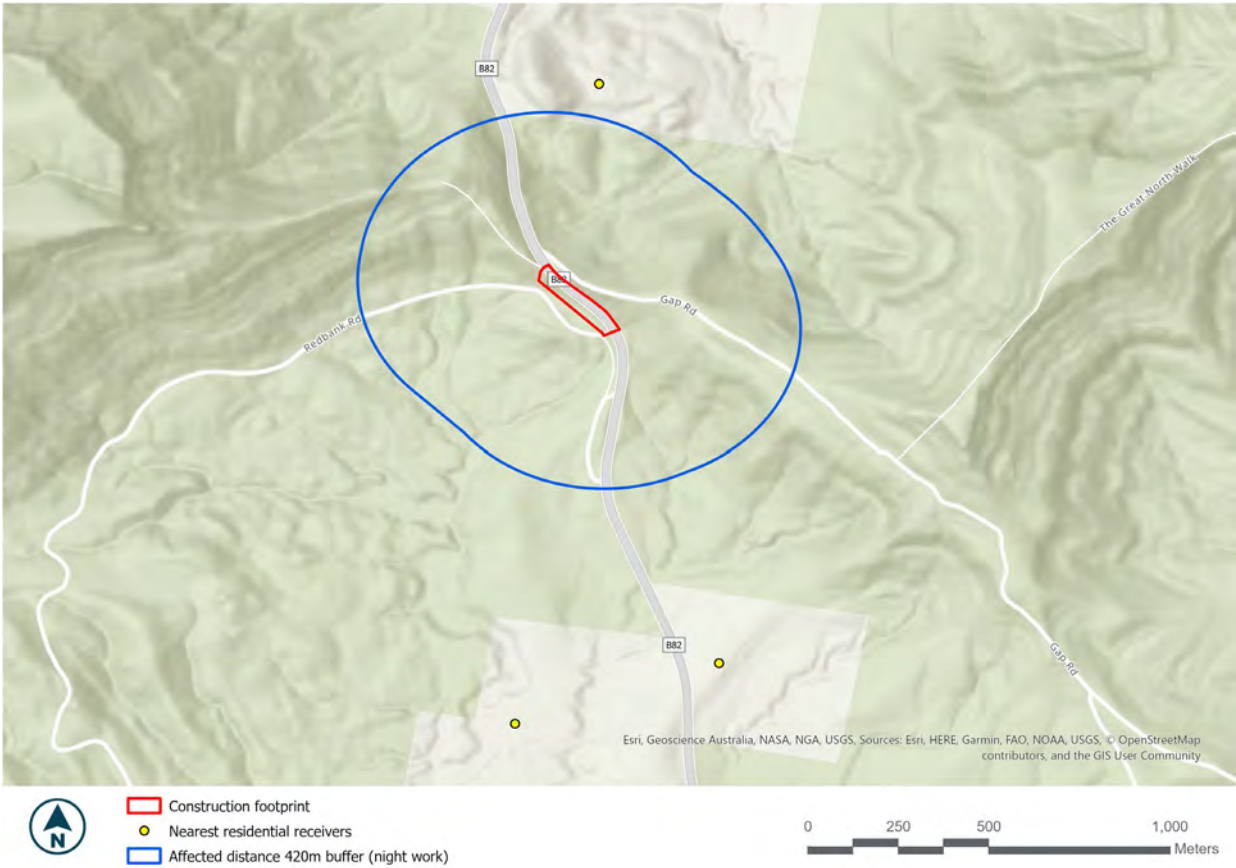 B82
The Great North Walk
B82
Gap Rd
Redbank Rd
B82
Gap Rd
Esri, Geoscience Australia, NASA, NGA, USGS, Sources: Esri, HERE, Garmin, FAO, NOAA, USGS, © OpenStreetMap
contributors, and the GIS User Community
N
Construction footprint
Nearest residential receivers
Affected distance 420m buffer (night work)
0 250 500 1,000
Meters